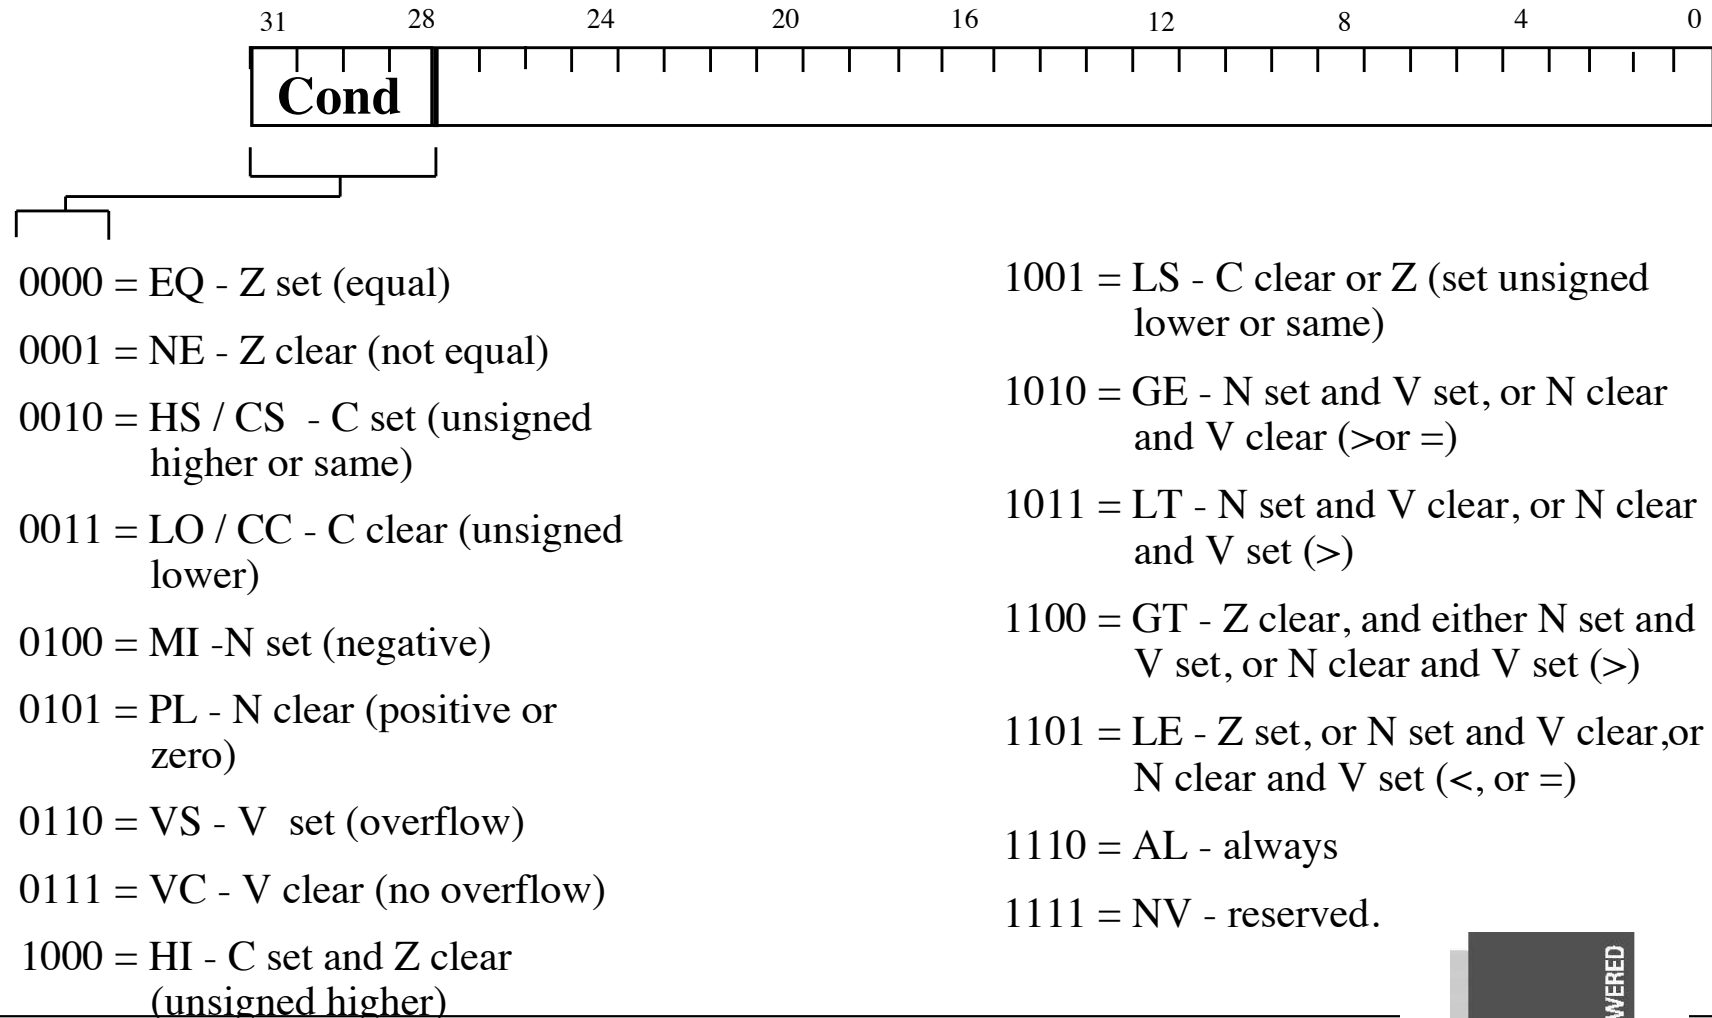 31 28 24 20 16 12 8 4 0
Cond
0000 = EQ - Z set (equal)
0001 = NE - Z clear (not equal)
0010 = HS / CS - C set (unsigned
higher or same)
0011 = LO / CC - C clear (unsigned
lower)
0100 = MI -N set (negative)
0101 = PL - N clear (positive or
zero)
0110 = VS - V set (overflow)
0111 = VC - V clear (no overflow)
1000 = HI - C set and Z clear
(unsigned higher)
1001 = LS - C clear or Z (set unsigned
lower or same)
1010 = GE - N set and V set, or N clear
and V clear (>or =)
1011 = LT - N set and V clear, or N clear
and V set (>)
1100 = GT - Z clear, and either N set and
V set, or N clear and V set (>)
1101 = LE - Z set, or N set and V clear,or
N clear and V set (<, or =)
1110 = AL - always
1111 = NV - reserved.